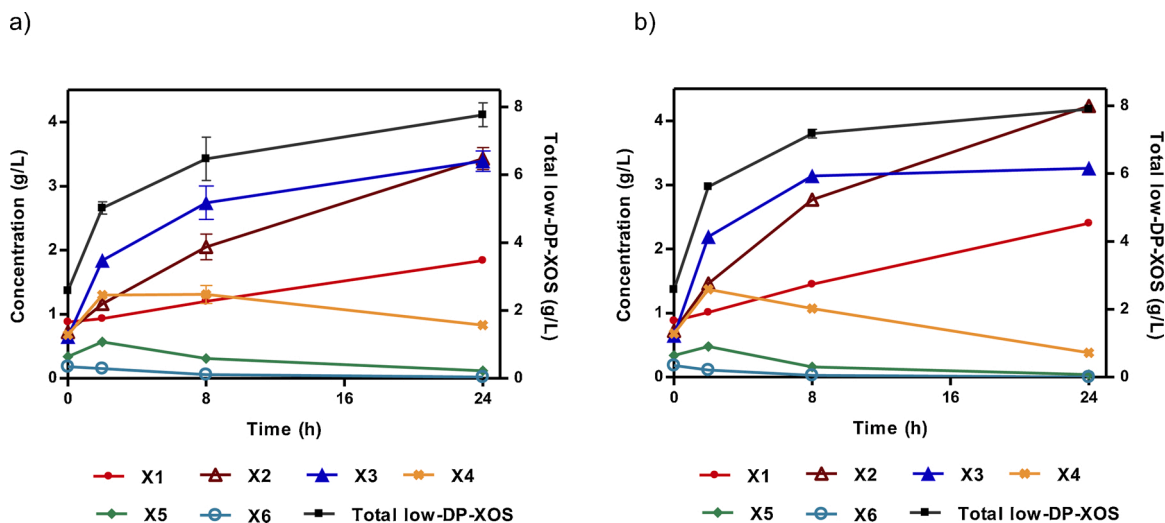 a)
Concentration (g/L)
4
3
2
1
0
8
6
4
2
0
Total low-DP-XOS (g/L)
0
8
16
24
Time (h)
X1
X2
X3
X4
X5
X6
Total low-DP-XOS
b)
Concentration (g/L)
4
3
2
1
0
8
6
4
2
0
Total low-DP-XOS (g/L)
0
8
16
24
Time (h)
X1
X2
X3
X4
X5
X6
Total low-DP-XOS